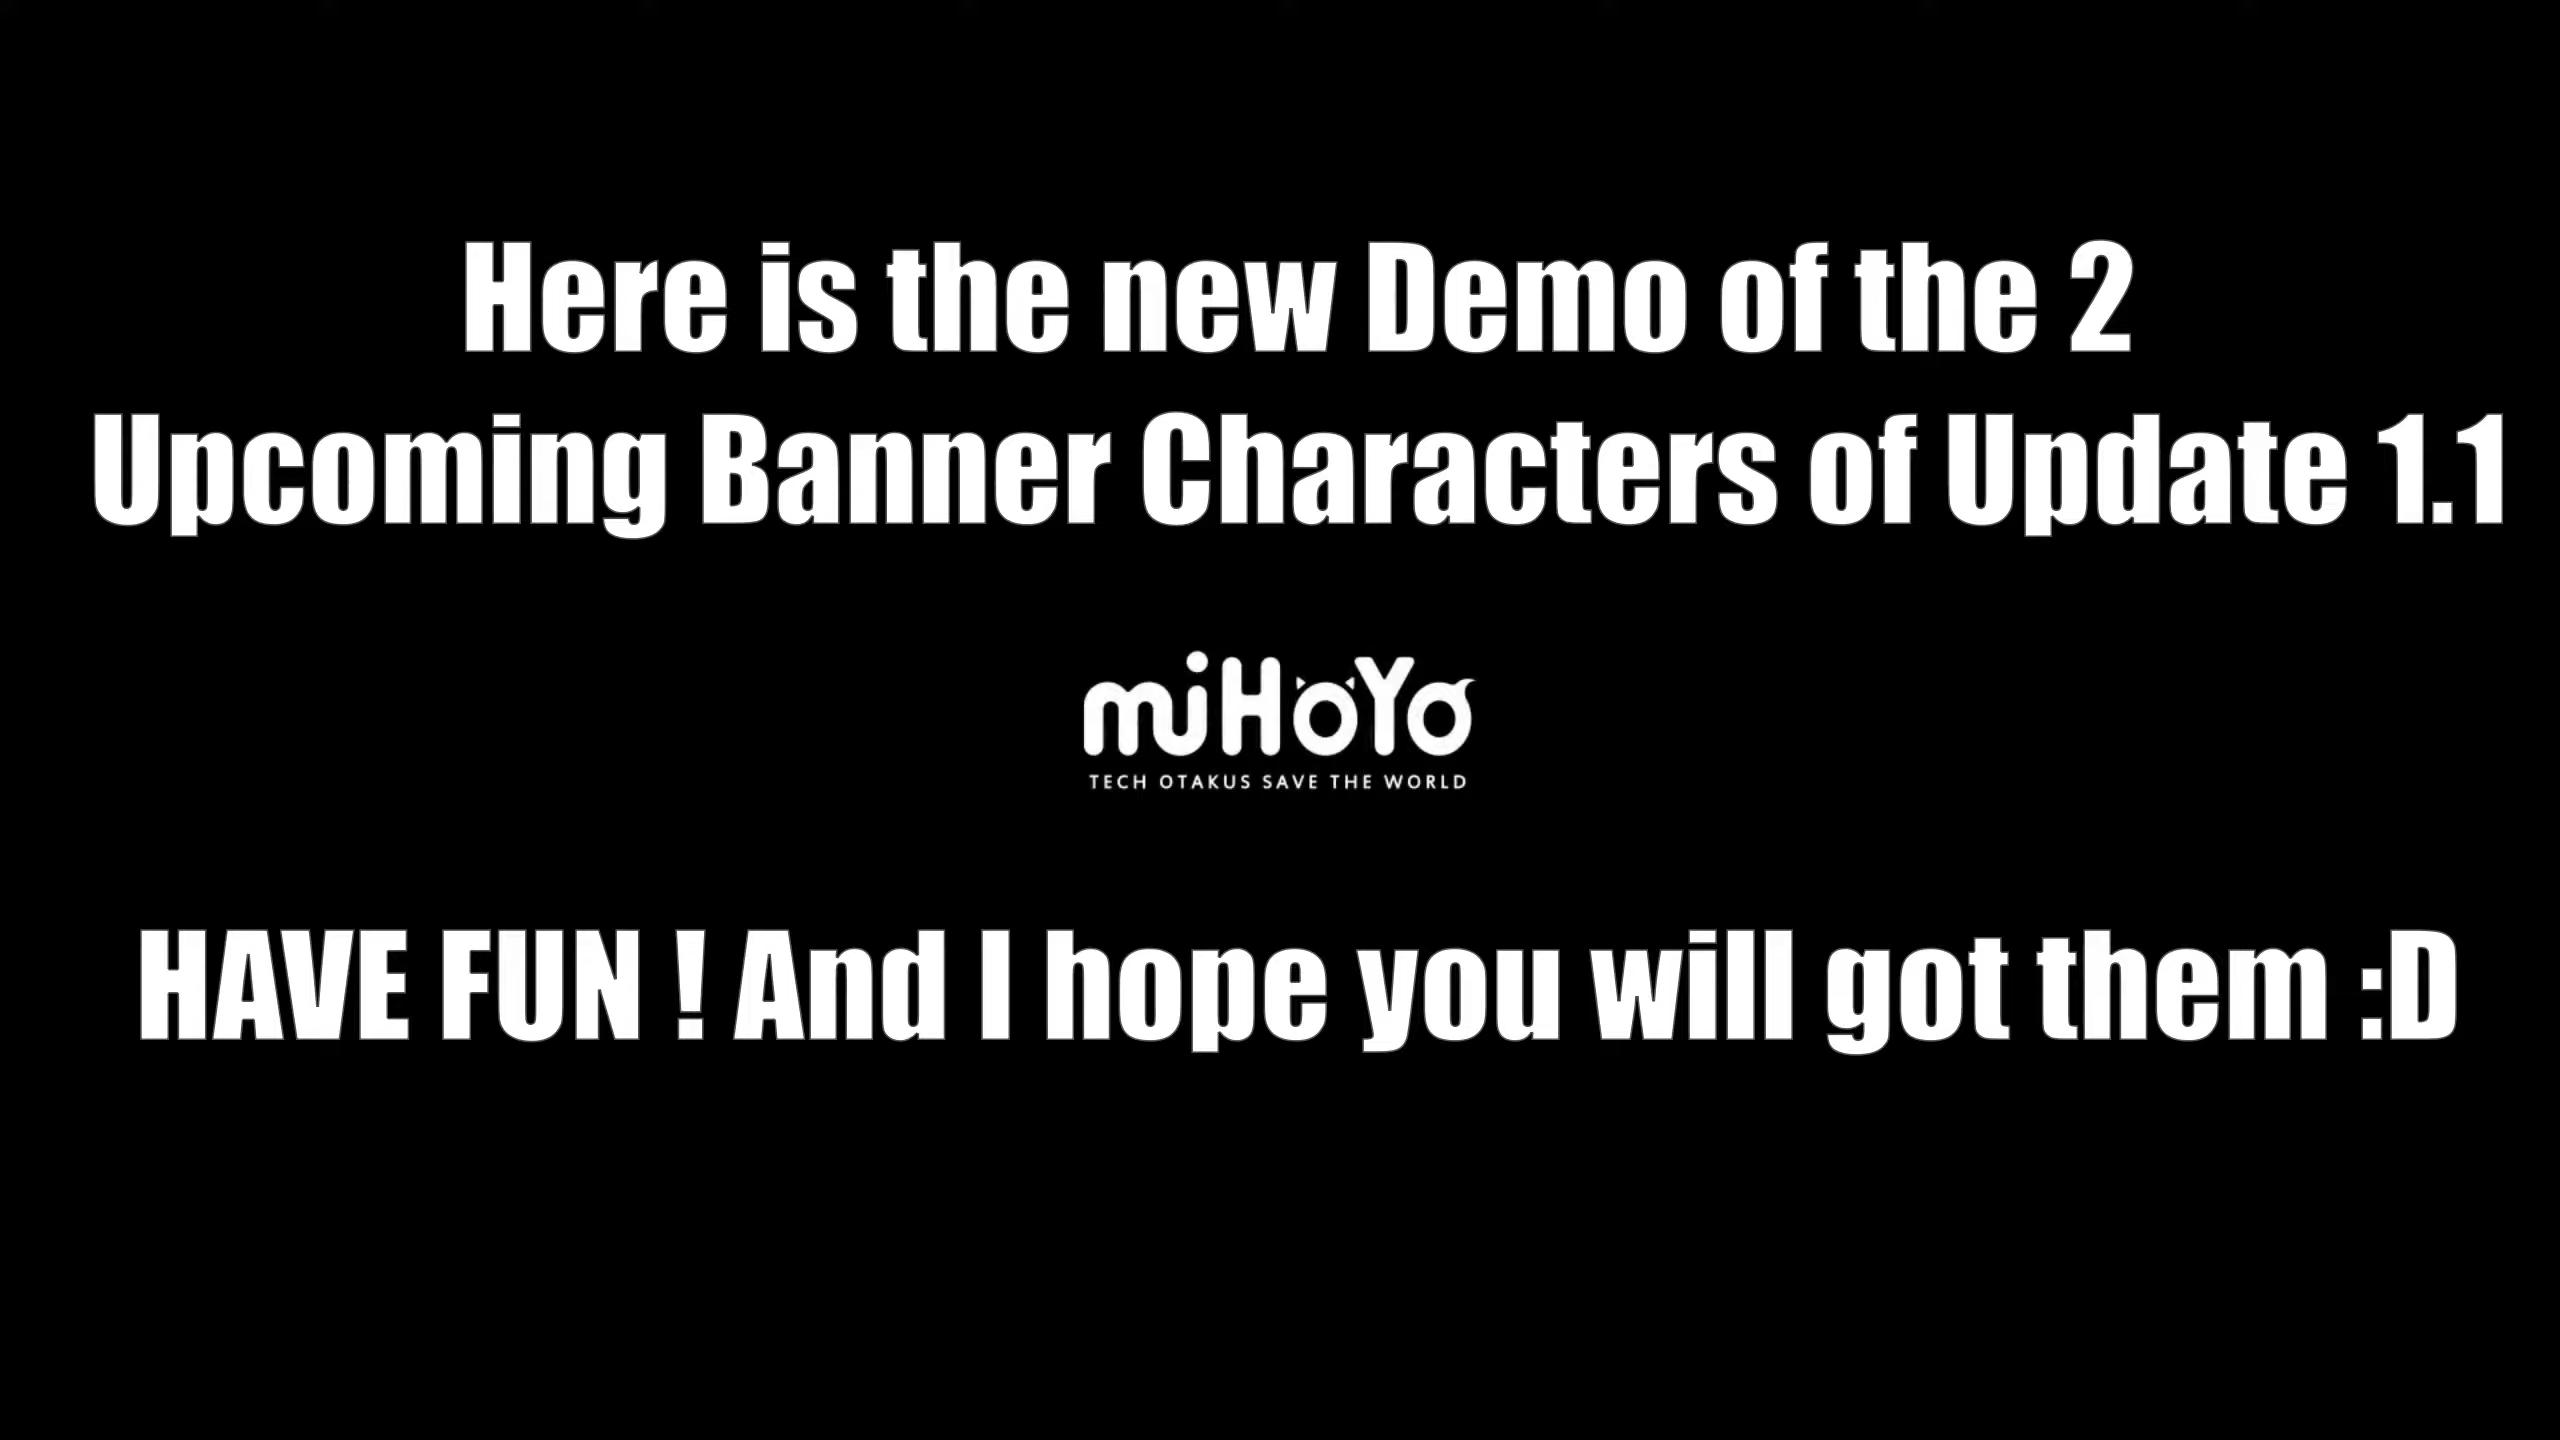 Here is the new Demo of the 2
Upcoming Banner Characters of Update 1.1
miHoYo
TECH OTAKUS SAVE THE WORLD
HAVE FUN ! And I hope you will got them :D